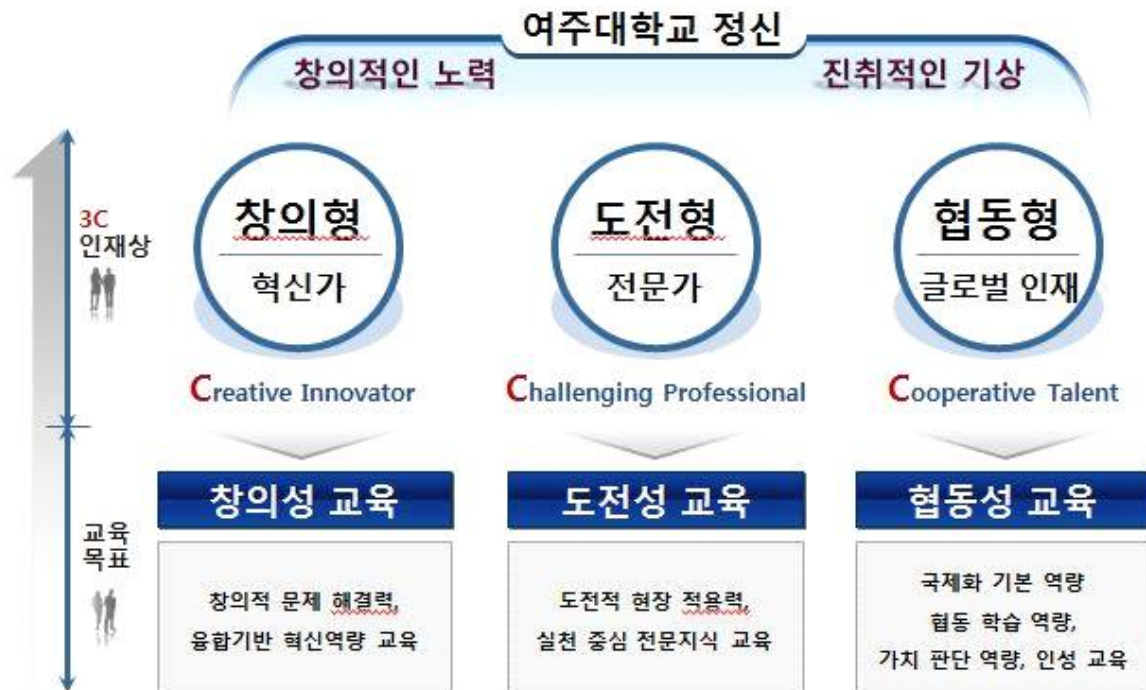 여주대학교 정신
창의적인 노력
진취적인 기상
3C
인재상
창의형
혁신가
도전형
전문가
협동형
글로벌 인재
Creative Innovator
Challenging Professional
Cooperative Talent
교육
목표
창의성 교육
도전성 교육
협동성 교육
창의적 문제 해결력,
융합기반 혁신역량 교육
도전적 현장 적용력,
실천 중심 전문지식 교육
국제화 기본 역량
협동 학습 역량,
가치 판단 역량, 인성 교육